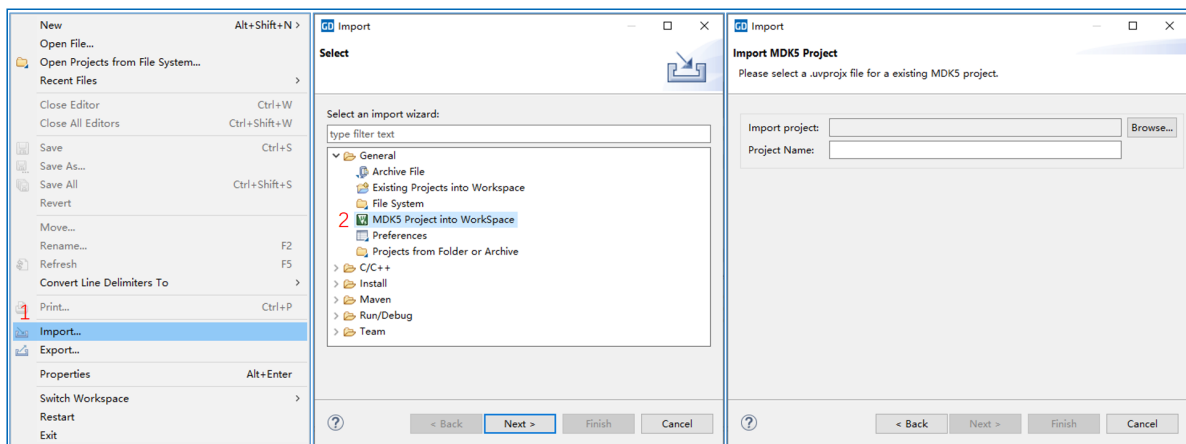 New Alt+Shift+N >
Open File...
Open Projects from File System...
Recent Files >
Close Editor Ctrl+W
Close All Editors Ctrl+Shift+W
Save Ctrl+S
Save As...
Save All Ctrl+Shift+S
Revert
Move...
Rename... F2
Refresh F5
Convert Line Delimiters To >
Print... Ctrl+P
1
Import...
Export...
Properties Alt+Enter
Switch Workspace >
Restart
Exit
GD Import
Select
Select an import wizard:
type filter text
General
Archive File
Existing Projects into Workspace
File System
2 MDK5 Project into WorkSpace
Preferences
Projects from Folder or Archive
> C/C++
> Install
> Maven
> Run/Debug
> Team
? < Back Next > Finish Cancel
GD Import
Import MDK5 Project
Please select a .uvprojx file for a existing MDK5 project.
Import project: Browse...
Project Name:
? < Back Next > Finish Cancel